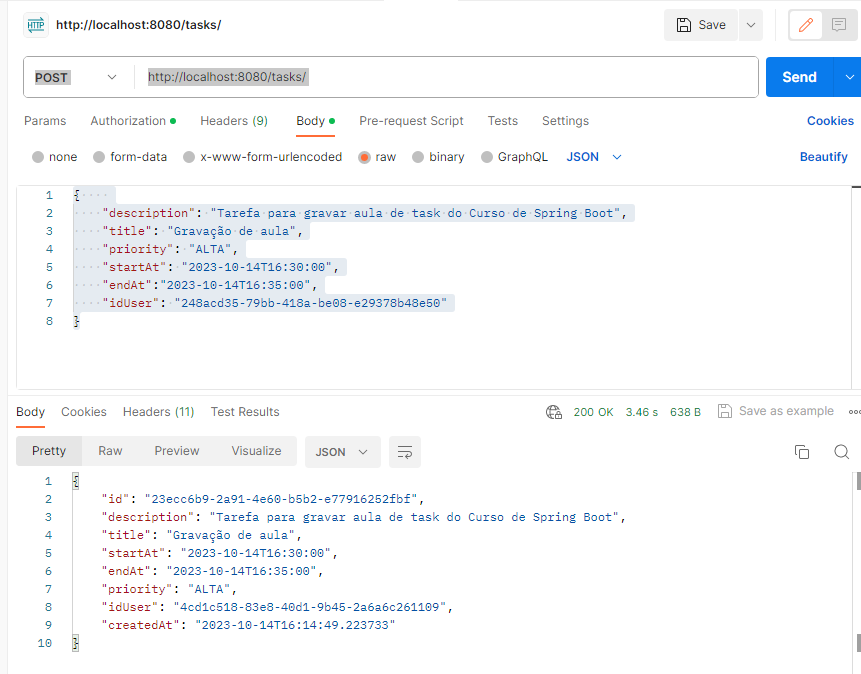 HTTP http://localhost:8080/tasks/ Save
POST http://localhost:8080/tasks/ Send
Params Authorization Headers (9) Body Pre-request Script Tests Settings Cookies
none form-data x-www-form-urlencoded raw binary GraphQL JSON Beautify
1 {
2 "description": "Tarefa para gravar aula de task do Curso de Spring Boot",
3 "title": "Gravação de aula",
4 "priority": "ALTA",
5 "startAt": "2023-10-14T16:30:00",
6 "endAt":"2023-10-14T16:35:00",
7 "idUser": "248acd35-79bb-418a-be08-e29378b48e50"
8 }
Body Cookies Headers (11) Test Results 200 OK 3.46 s 638 B Save as example
Pretty Raw Preview Visualize JSON
1 {
2 "id": "23ecc6b9-2a91-4e60-b5b2-e77916252fbf",
3 "description": "Tarefa para gravar aula de task do Curso de Spring Boot",
4 "title": "Gravação de aula",
5 "startAt": "2023-10-14T16:30:00",
6 "endAt": "2023-10-14T16:35:00",
7 "priority": "ALTA",
8 "idUser": "4cd1c518-83e8-40d1-9b45-2a6a6c261109",
9 "createdAt": "2023-10-14T16:14:49.223733"
10 }